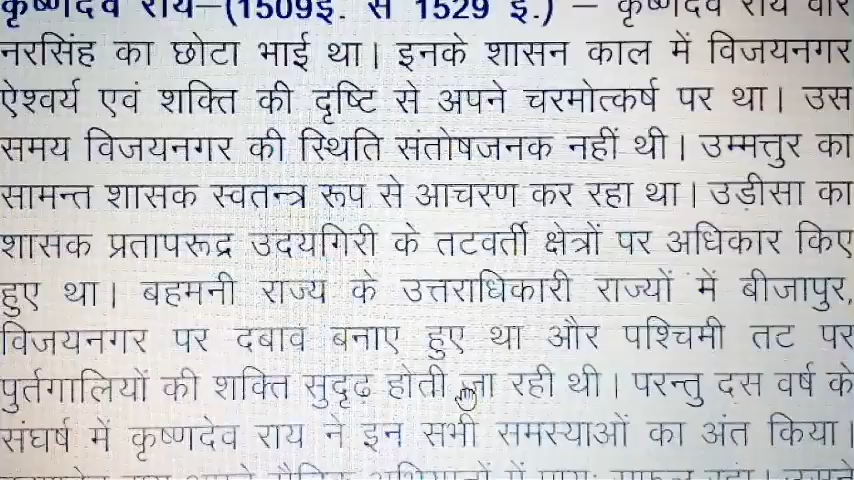 कृष्णदेव राय–(1509ई. से 1529 ई.) – कृष्णदेव राय वीर
नरसिंह का छोटा भाई था। इनके शासन काल में विजयनगर
ऐश्वर्य एवं शक्ति की दृष्टि से अपने चरमोत्कर्ष पर था। उस
समय विजयनगर की स्थिति संतोषजनक नहीं थी। उम्मत्तुर का
सामन्त शासक स्वतन्त्र रूप से आचरण कर रहा था। उड़ीसा का
शासक प्रतापरूद्र उदयगिरी के तटवर्ती क्षेत्रों पर अधिकार किए
हुए था। बहमनी राज्य के उत्तराधिकारी राज्यों में बीजापुर,
विजयनगर पर दबाव बनाए हुए था और पश्चिमी तट पर
पुर्तगालियों की शक्ति सुदृढ होती जा रही थी। परन्तु दस वर्ष के
संघर्ष में कृष्णदेव राय ने इन सभी समस्याओं का अंत किया।